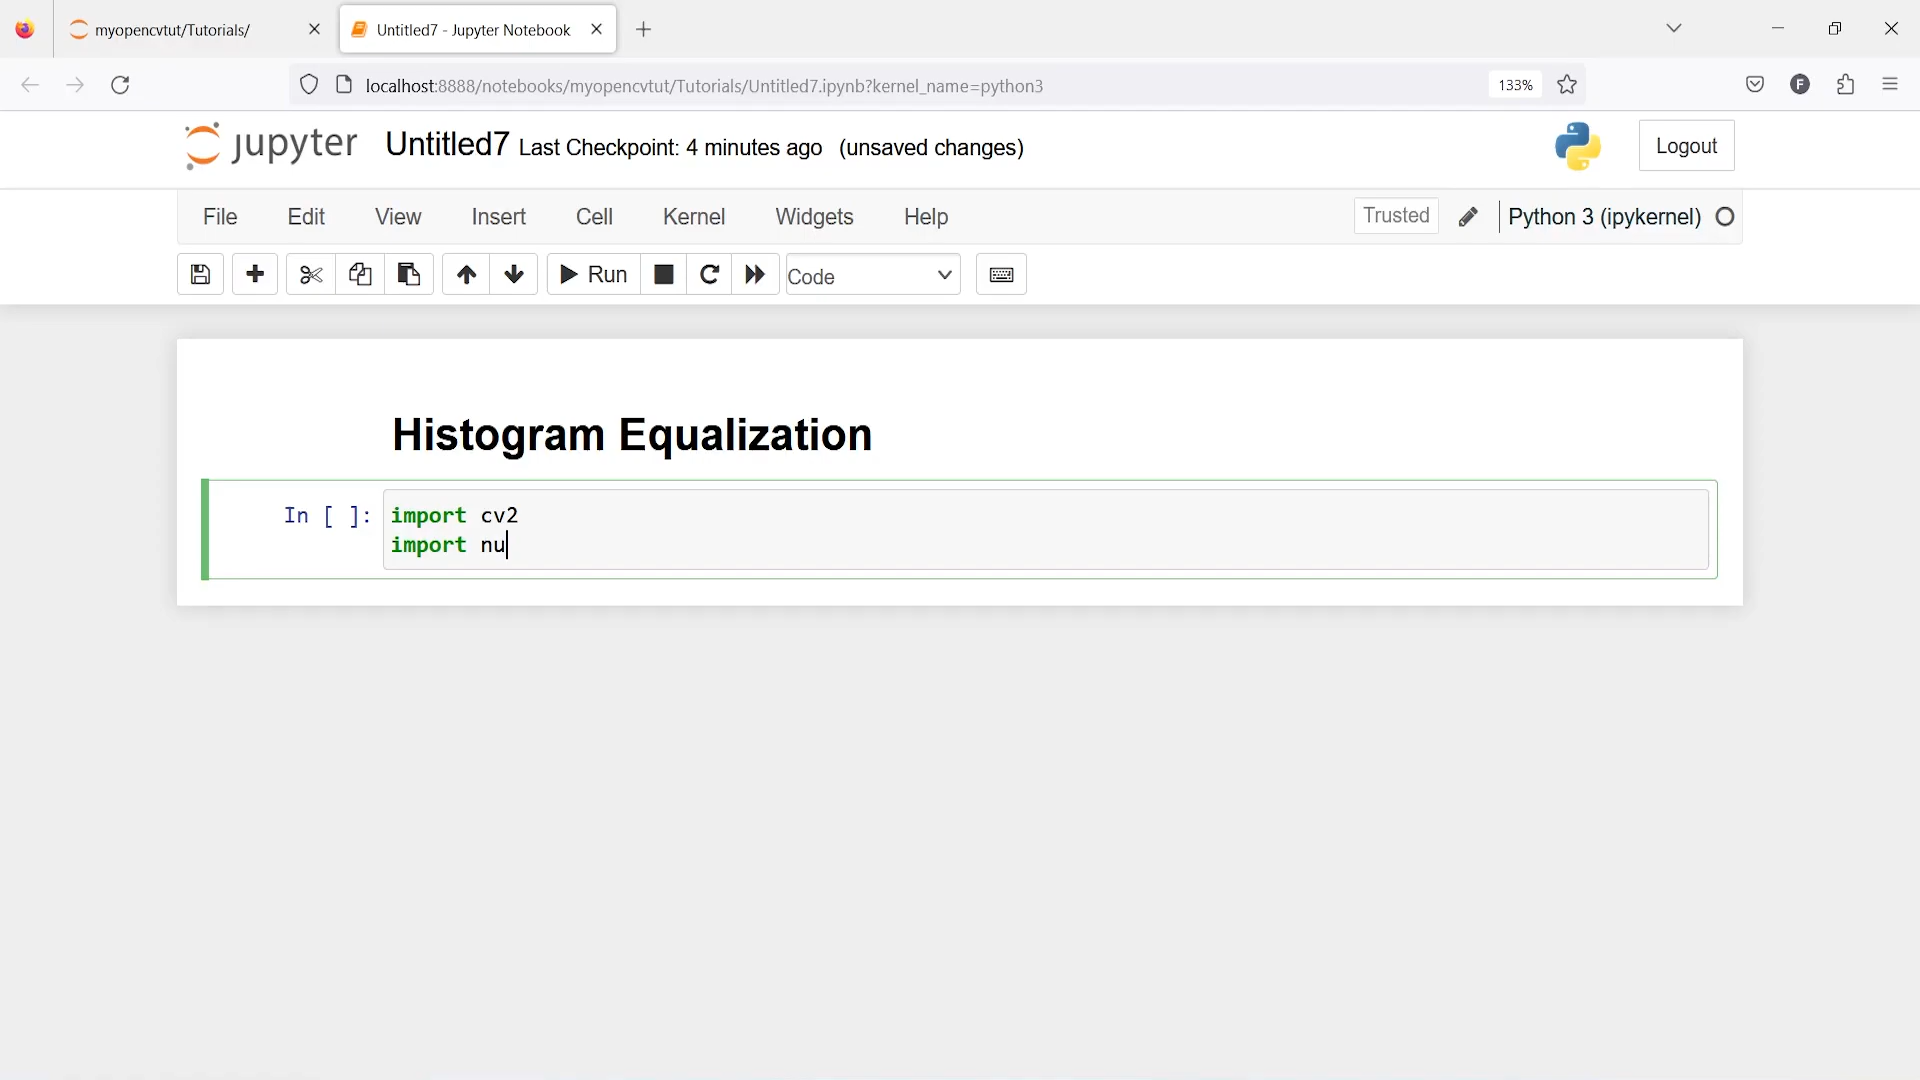 myopencvtut/Tutorials/
Untitled7 - Jupyter Notebook
localhost:8888/notebooks/myopencvtut/Tutorials/Untitled7.ipynb?kernel_name=python3
133%
F
jupyter Untitled7 Last Checkpoint: 4 minutes ago (unsaved changes)
Logout
File Edit View Insert Cell Kernel Widgets Help
Trusted Python 3 (ipykernel)
Run Code
Histogram Equalization
In [ ]: import cv2
import nu